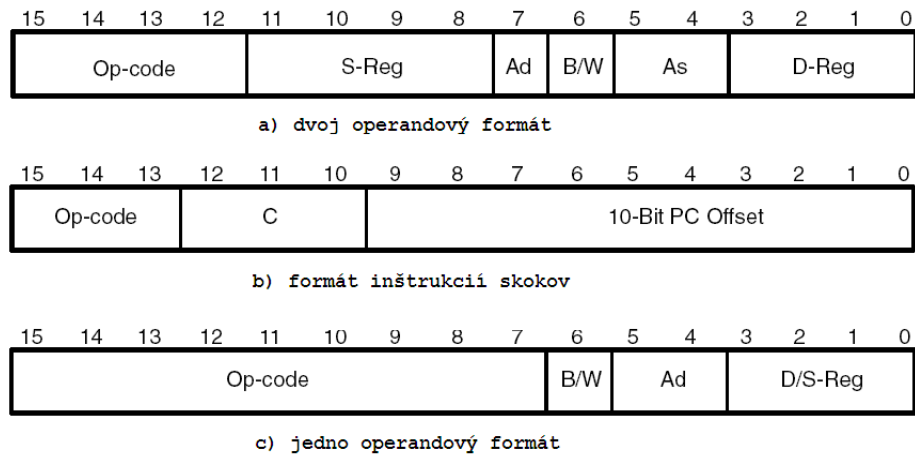 15 14 13 12 11 10 9 8 7 6 5 4 3 2 1 0
Op-code S-Reg Ad B/W As D-Reg
a) dvoj operandový formát
15 14 13 12 11 10 9 8 7 6 5 4 3 2 1 0
Op-code C 10-Bit PC Offset
b) formát inštrukcií skokov
15 14 13 12 11 10 9 8 7 6 5 4 3 2 1 0
Op-code B/W Ad D/S-Reg
c) jedno operandový formát